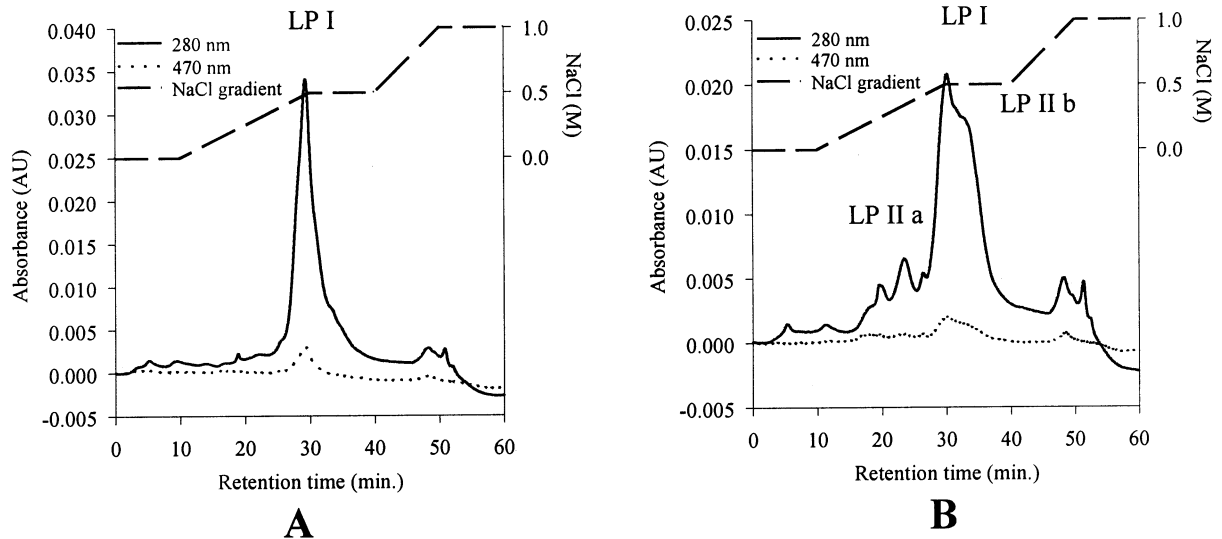 LP I
280 nm
470 nm
NaCl gradient
0.040
0.035
0.030
0.025
0.020
0.015
0.010
0.005
0.000
-0.005
Absorbance (AU)
1.0
0.5
0.0
NaCl (M)
0 10 20 30 40 50 60
Retention time (min.)
A
LP I
280 nm
470 nm
NaCl gradient
LP II b
LP II a
0.025
0.020
0.015
0.010
0.005
0.000
-0.005
Absorbance (AU)
1.0
0.5
0.0
NaCl (M)
0 10 20 30 40 50 60
Retention time (min.)
B